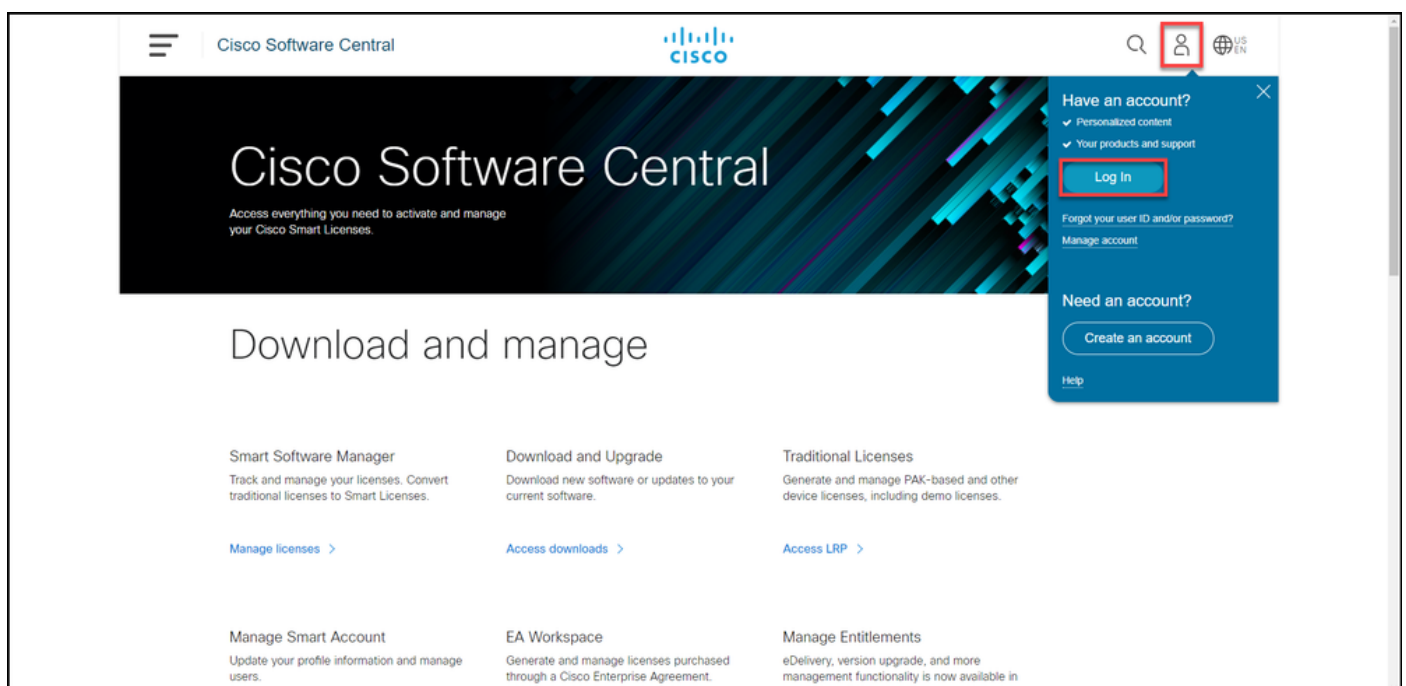 Cisco Software Central
CISCO
US
EN
Cisco Software Central
Access everything you need to activate and manage
your Cisco Smart Licenses.
Have an account?
Personalized content
Your products and support
Log In
Forgot your user ID and/or password?
Manage account
Need an account?
Create an account
Help
Download and manage
Smart Software Manager
Track and manage your licenses. Convert
traditional licenses to Smart Licenses.
Manage licenses
Download and Upgrade
Download new software or updates to your
current software.
Access downloads
Traditional Licenses
Generate and manage PAK-based and other
device licenses, including demo licenses.
Access LRP
Manage Smart Account
Update your profile information and manage
users.
EA Workspace
Generate and manage licenses purchased
through a Cisco Enterprise Agreement.
Manage Entitlements
eDelivery, version upgrade, and more
management functionality is now available in